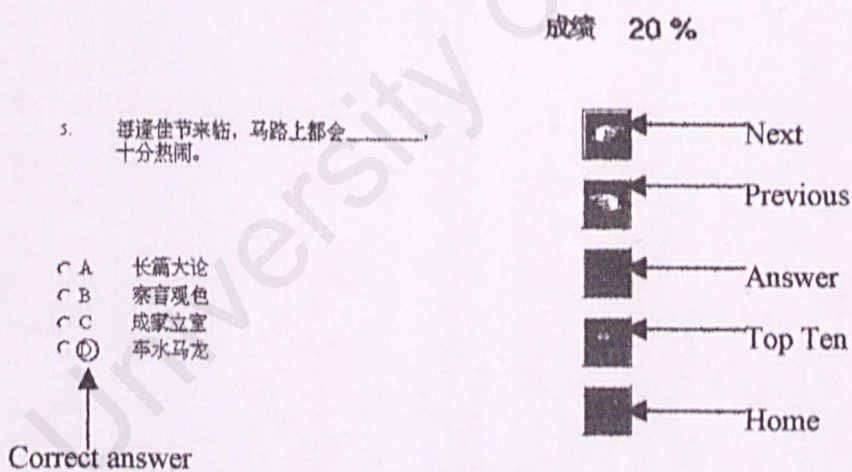 成绩 20 %
5. 每逢佳节来临，马路上都会________，
十分热闹。
A 长篇大论
B 察言观色
C 成家立室
D 车水马龙
Correct answer
Next
Previous
Answer
Top Ten
Home
University o